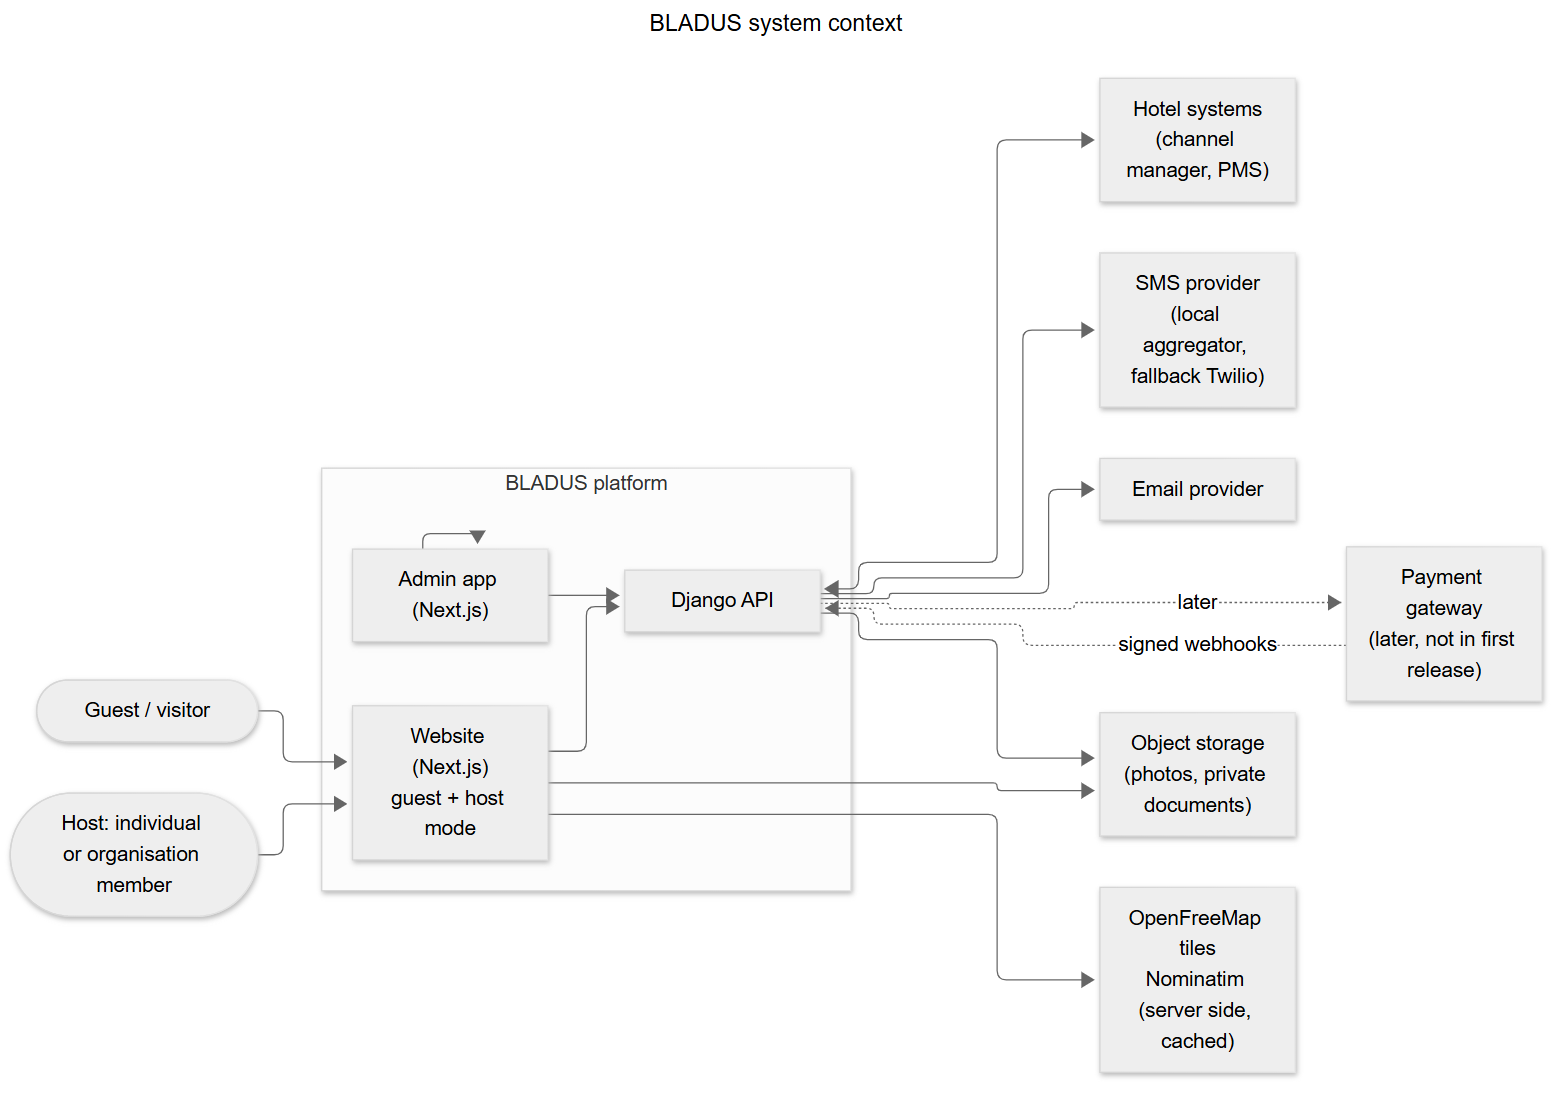 BLADUS system context
Hotel systems
(channel
manager, PMS)
SMS provider
(local
aggregator,
fallback Twilio)
BLADUS platform
Email provider
Admin app
(Next.js)
Django API
Payment
gateway
(later, not in first
release)
later
signed webhooks
Guest / visitor
Website
(Next.js)
guest + host
mode
Object storage
(photos, private
documents)
Host: individual
or organisation
member
OpenFreeMap
tiles
Nominatim
(server side,
cached)